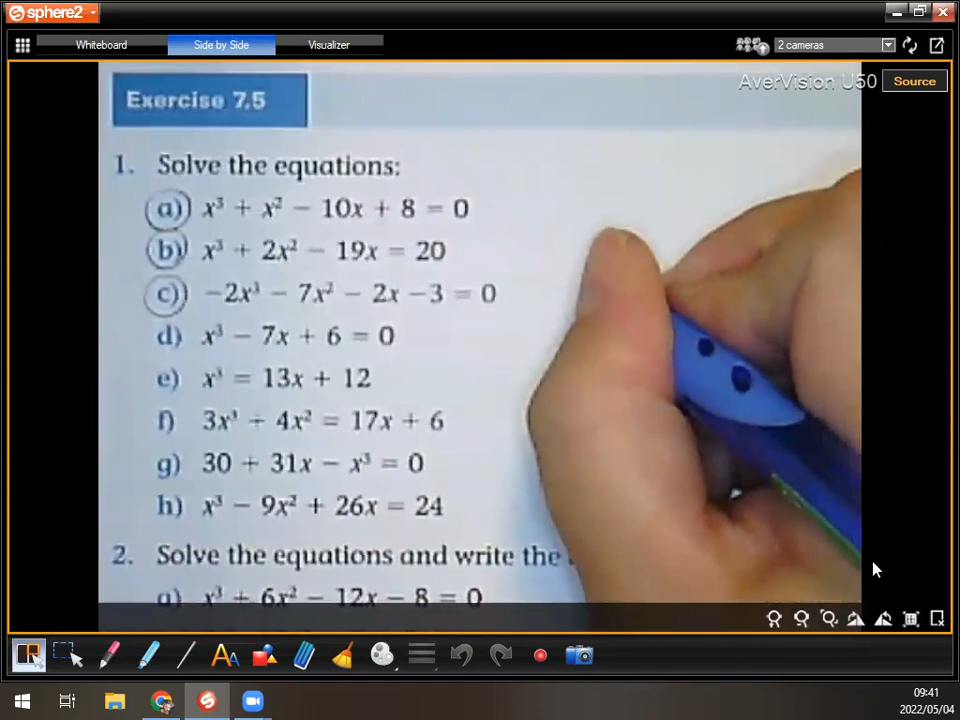 sphere2
Whiteboard
Side by Side
Visualizer
2 cameras
AverVision U50
Source
Exercise 7.5
1. Solve the equations:
a) x³ + x² − 10x + 8 = 0
b) x³ + 2x² − 19x = 20
c) −2x³ − 7x² − 2x −3 = 0
d) x³ − 7x + 6 = 0
e) x³ = 13x + 12
f) 3x³ + 4x² = 17x + 6
g) 30 + 31x − x³ = 0
h) x³ − 9x² + 26x = 24
2. Solve the equations and write the
a) x³ + 6x² − 12x − 8 = 0
09:41
2022/05/04